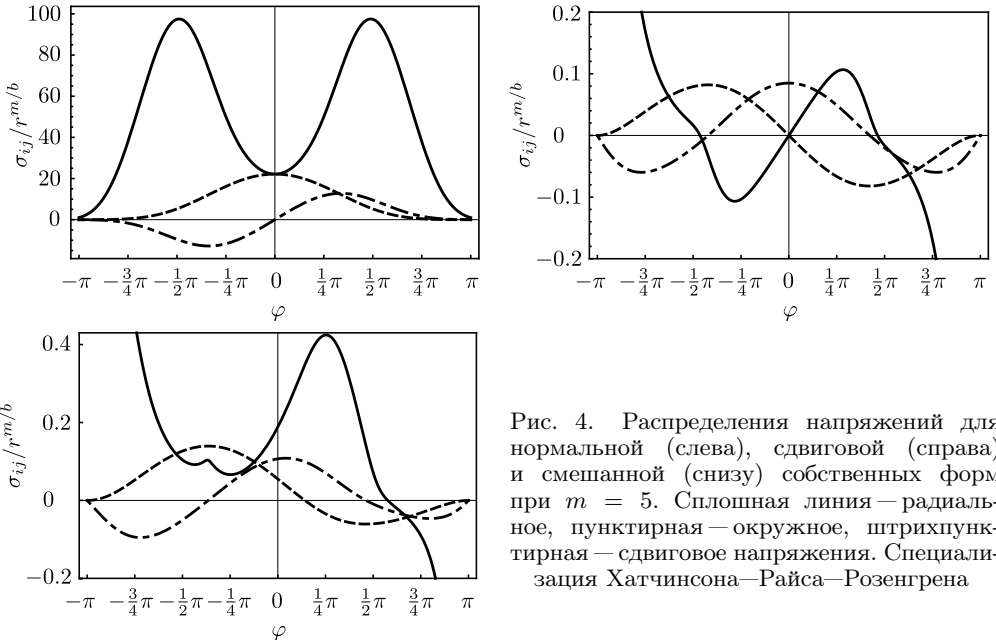 100
80
60
40
20
0
σij/r^{m/b}
−π −3/4π −1/2π −1/4π 0 1/4π 1/2π 3/4π π
φ
0.2
0.1
0
−0.1
−0.2
σij/r^{m/b}
−π −3/4π −1/2π −1/4π 0 1/4π 1/2π 3/4π π
φ
0.4
0.2
0
−0.2
σij/r^{m/b}
−π −3/4π −1/2π −1/4π 0 1/4π 1/2π 3/4π π
φ
Рис. 4. Распределения напряжений для
нормальной (слева), сдвиговой (справа)
и смешанной (снизу) собственных форм
при m = 5. Сплошная линия — радиаль-
ное, пунктирная — окружное, штрихпунк-
тирная — сдвиговое напряжения. Специали-
зация Хатчинсона—Райса—Розенгрена